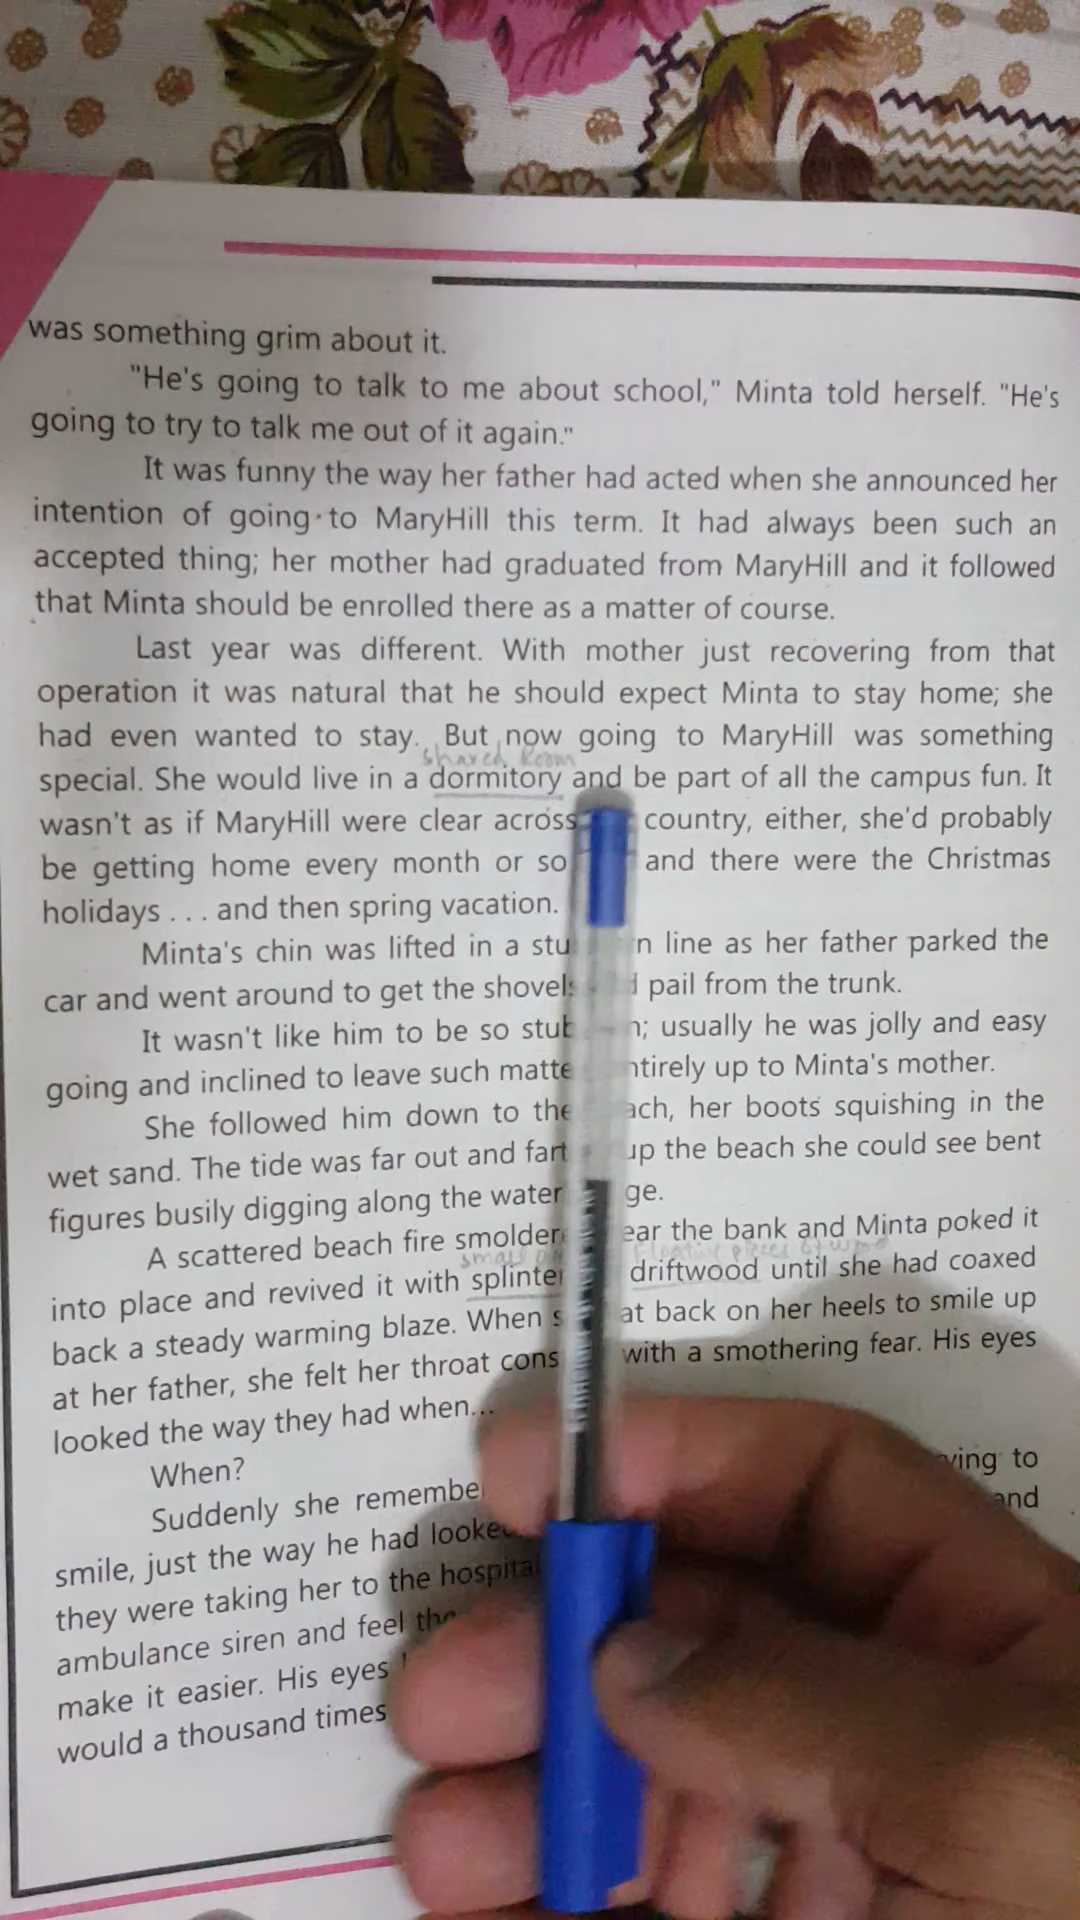 was something grim about it.
"He's going to talk to me about school," Minta told herself. "He's
going to try to talk me out of it again."
It was funny the way her father had acted when she announced her
intention of going to MaryHill this term. It had always been such an
accepted thing; her mother had graduated from MaryHill and it followed
that Minta should be enrolled there as a matter of course.
Last year was different. With mother just recovering from that
operation it was natural that he should expect Minta to stay home; she
had even wanted to stay. But now going to MaryHill was something
shared Room
special. She would live in a dormitory and be part of all the campus fun. It
wasn't as if MaryHill were clear across country, either, she'd probably
be getting home every month or so and there were the Christmas
holidays . . . and then spring vacation.
Minta's chin was lifted in a line as her father parked the
car and went around to get the shovels pail from the trunk.
It wasn't like him to be so usually he was jolly and easy
going and inclined to leave such up to Minta's mother.
She followed him down to the her boots squishing in the
wet sand. The tide was far out and up the beach she could see bent
figures busily digging along the water
A scattered beach fire the bank and Minta poked it
small floating pieces of wood
into place and revived it with driftwood until she had coaxed
back a steady warming blaze. When back on her heels to smile up
at her father, she felt her throat with a smothering fear. His eyes
looked the way they had when...
When?
Suddenly she to
smile, just the way he had and
they were taking her to the hospital
ambulance siren and feel
make it easier. His eyes
would a thousand times